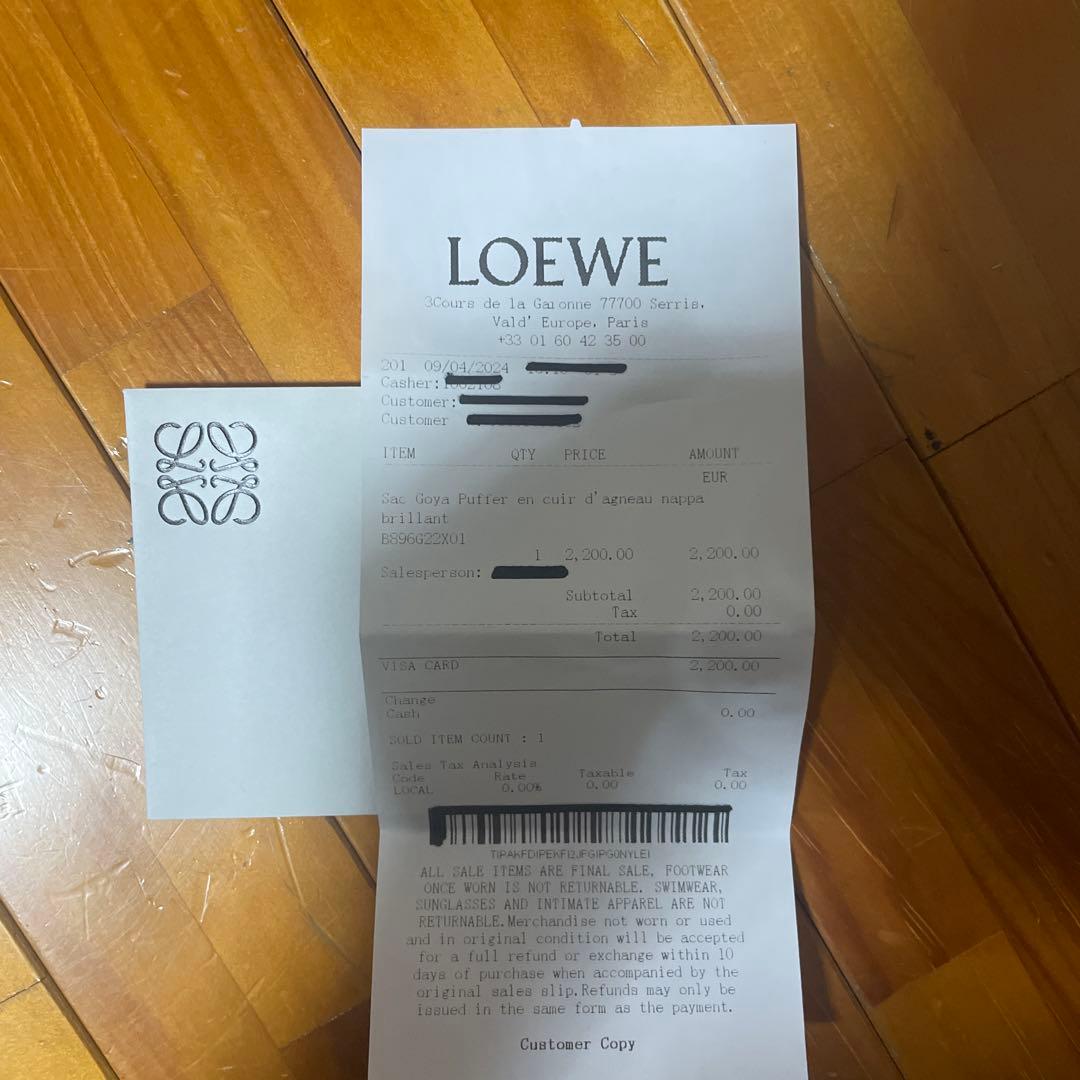 LOEWE
3Cours de la Garonne 77700 Serris,
Vald' Europe, Paris
+33 01 60 42 35 00
201 09/04/2024
Casher:
Customer:
Customer
ITEM QTY PRICE AMOUNT
EUR
Sac Goya Puffer en cuir d'agneau nappa
brillant
B896G22X01
1 2,200.00 2,200.00
Salesperson:
Subtotal 2,200.00
Tax 0.00
Total 2,200.00
VISA CARD 2,200.00
Change
Cash 0.00
SOLD ITEM COUNT : 1
Sales Tax Analysis
Code Rate Taxable Tax
LOCAL 0.00% 0.00 0.00
ALL SALE ITEMS ARE FINAL SALE, FOOTWEAR
ONCE WORN IS NOT RETURNABLE. SWIMWEAR,
SUNGLASSES AND INTIMATE APPAREL ARE NOT
RETURNABLE.Merchandise not worn or used
and in original condition will be accepted
for a full refund or exchange within 10
days of purchase when accompanied by the
original sales slip.Refunds may only be
issued in the same form as the payment.
Customer Copy